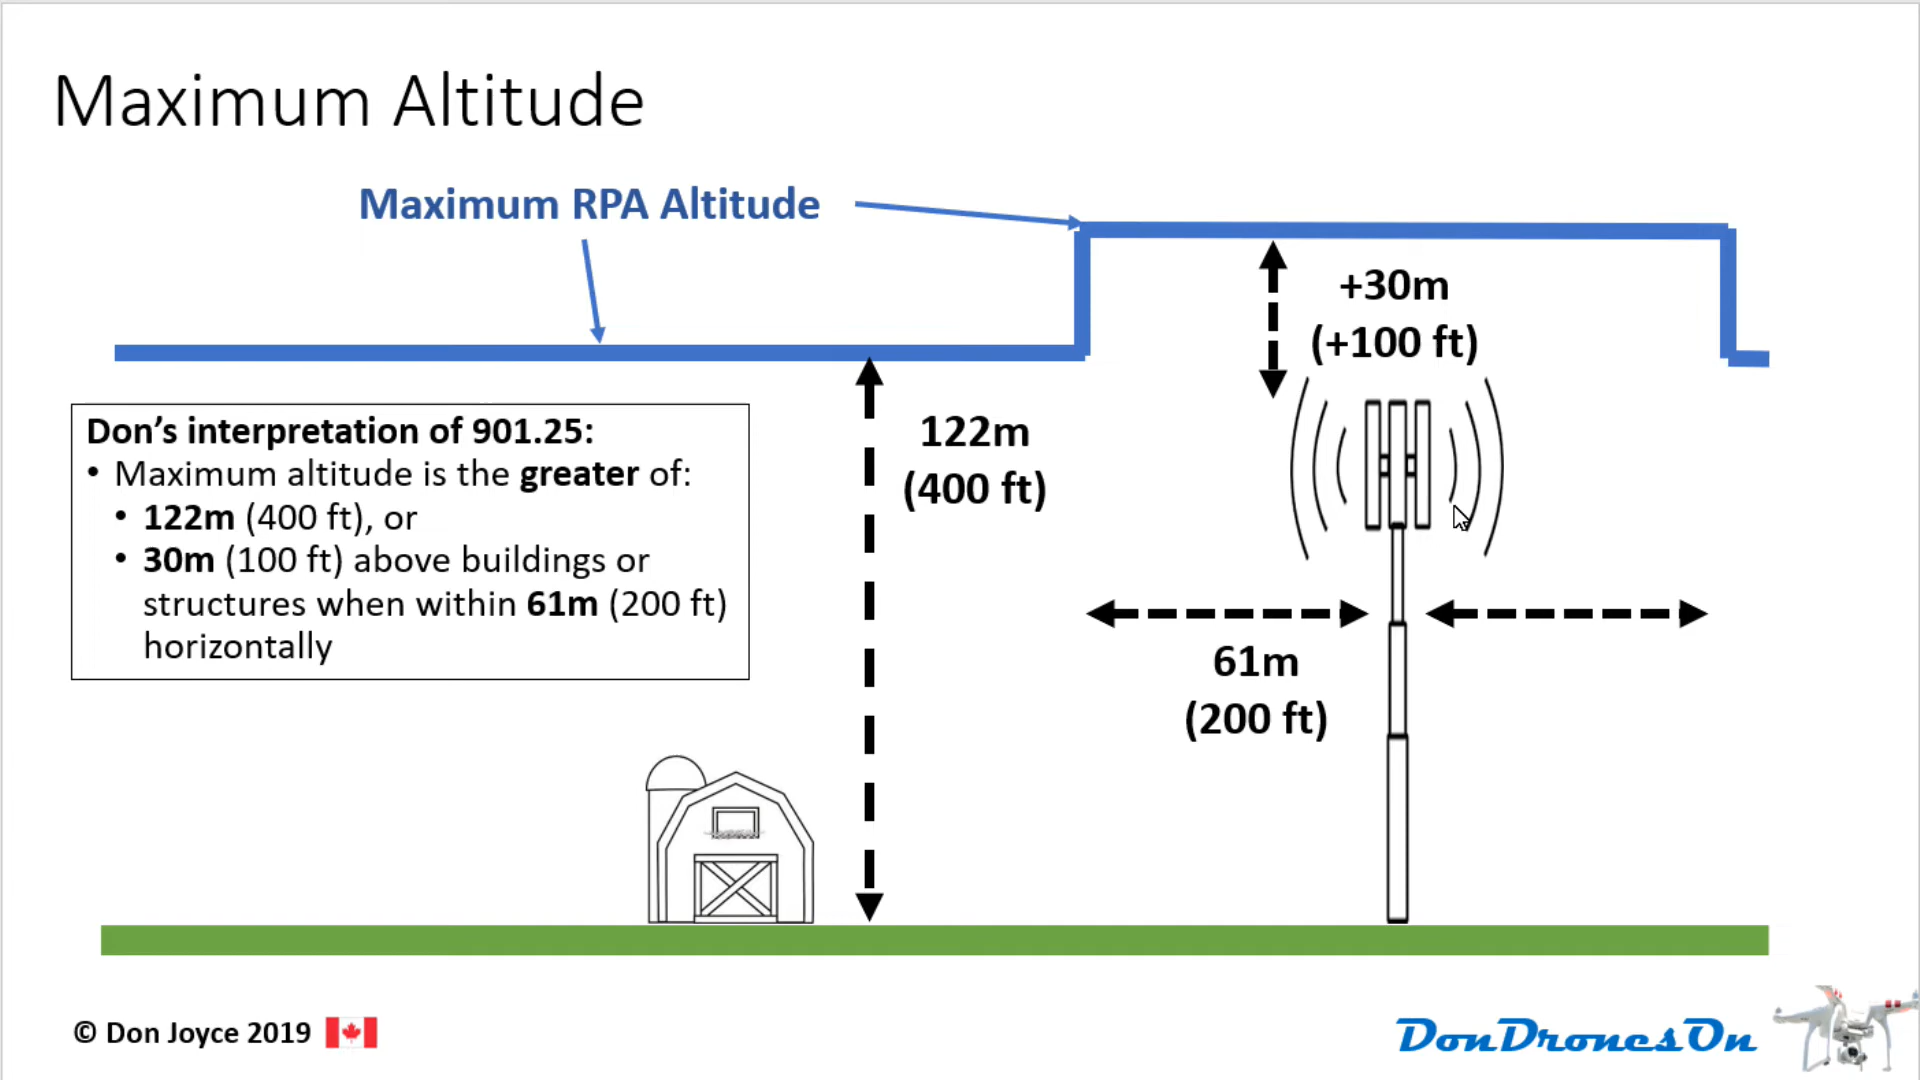 Maximum Altitude
Maximum RPA Altitude
+30m
(+100 ft)
122m
(400 ft)
Don’s interpretation of 901.25:
• Maximum altitude is the greater of:
• 122m (400 ft), or
• 30m (100 ft) above buildings or
structures when within 61m (200 ft)
horizontally
61m
(200 ft)
© Don Joyce 2019
DonDronesOn